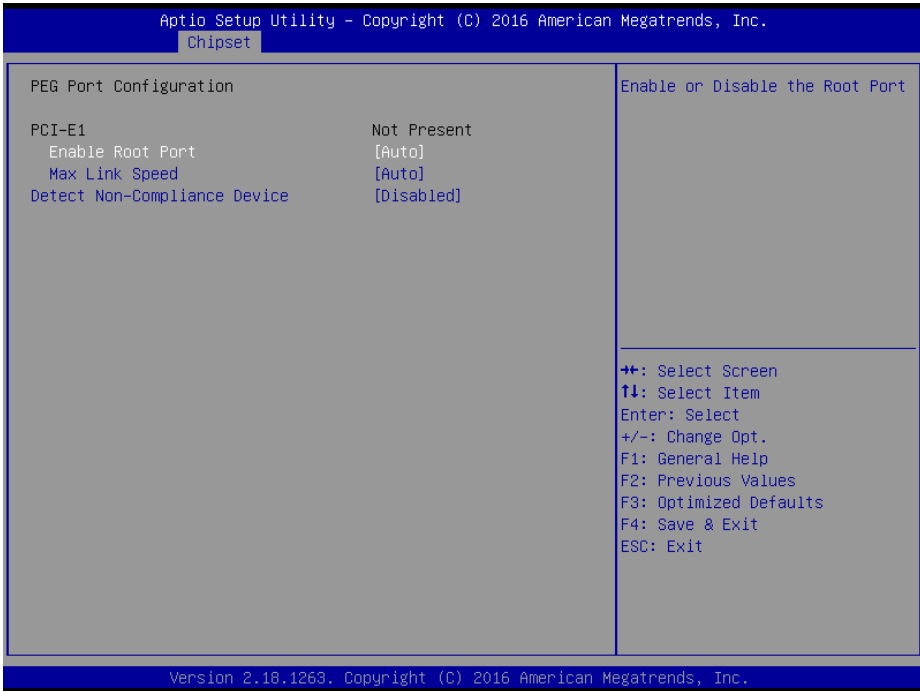 Aptio Setup Utility – Copyright (C) 2016 American Megatrends, Inc.
Chipset
PEG Port Configuration
PCI-E1 Not Present
Enable Root Port [Auto]
Max Link Speed [Auto]
Detect Non-Compliance Device [Disabled]
Enable or Disable the Root Port
→←: Select Screen
↑↓: Select Item
Enter: Select
+/-: Change Opt.
F1: General Help
F2: Previous Values
F3: Optimized Defaults
F4: Save & Exit
ESC: Exit
Version 2.18.1263. Copyright (C) 2016 American Megatrends, Inc.